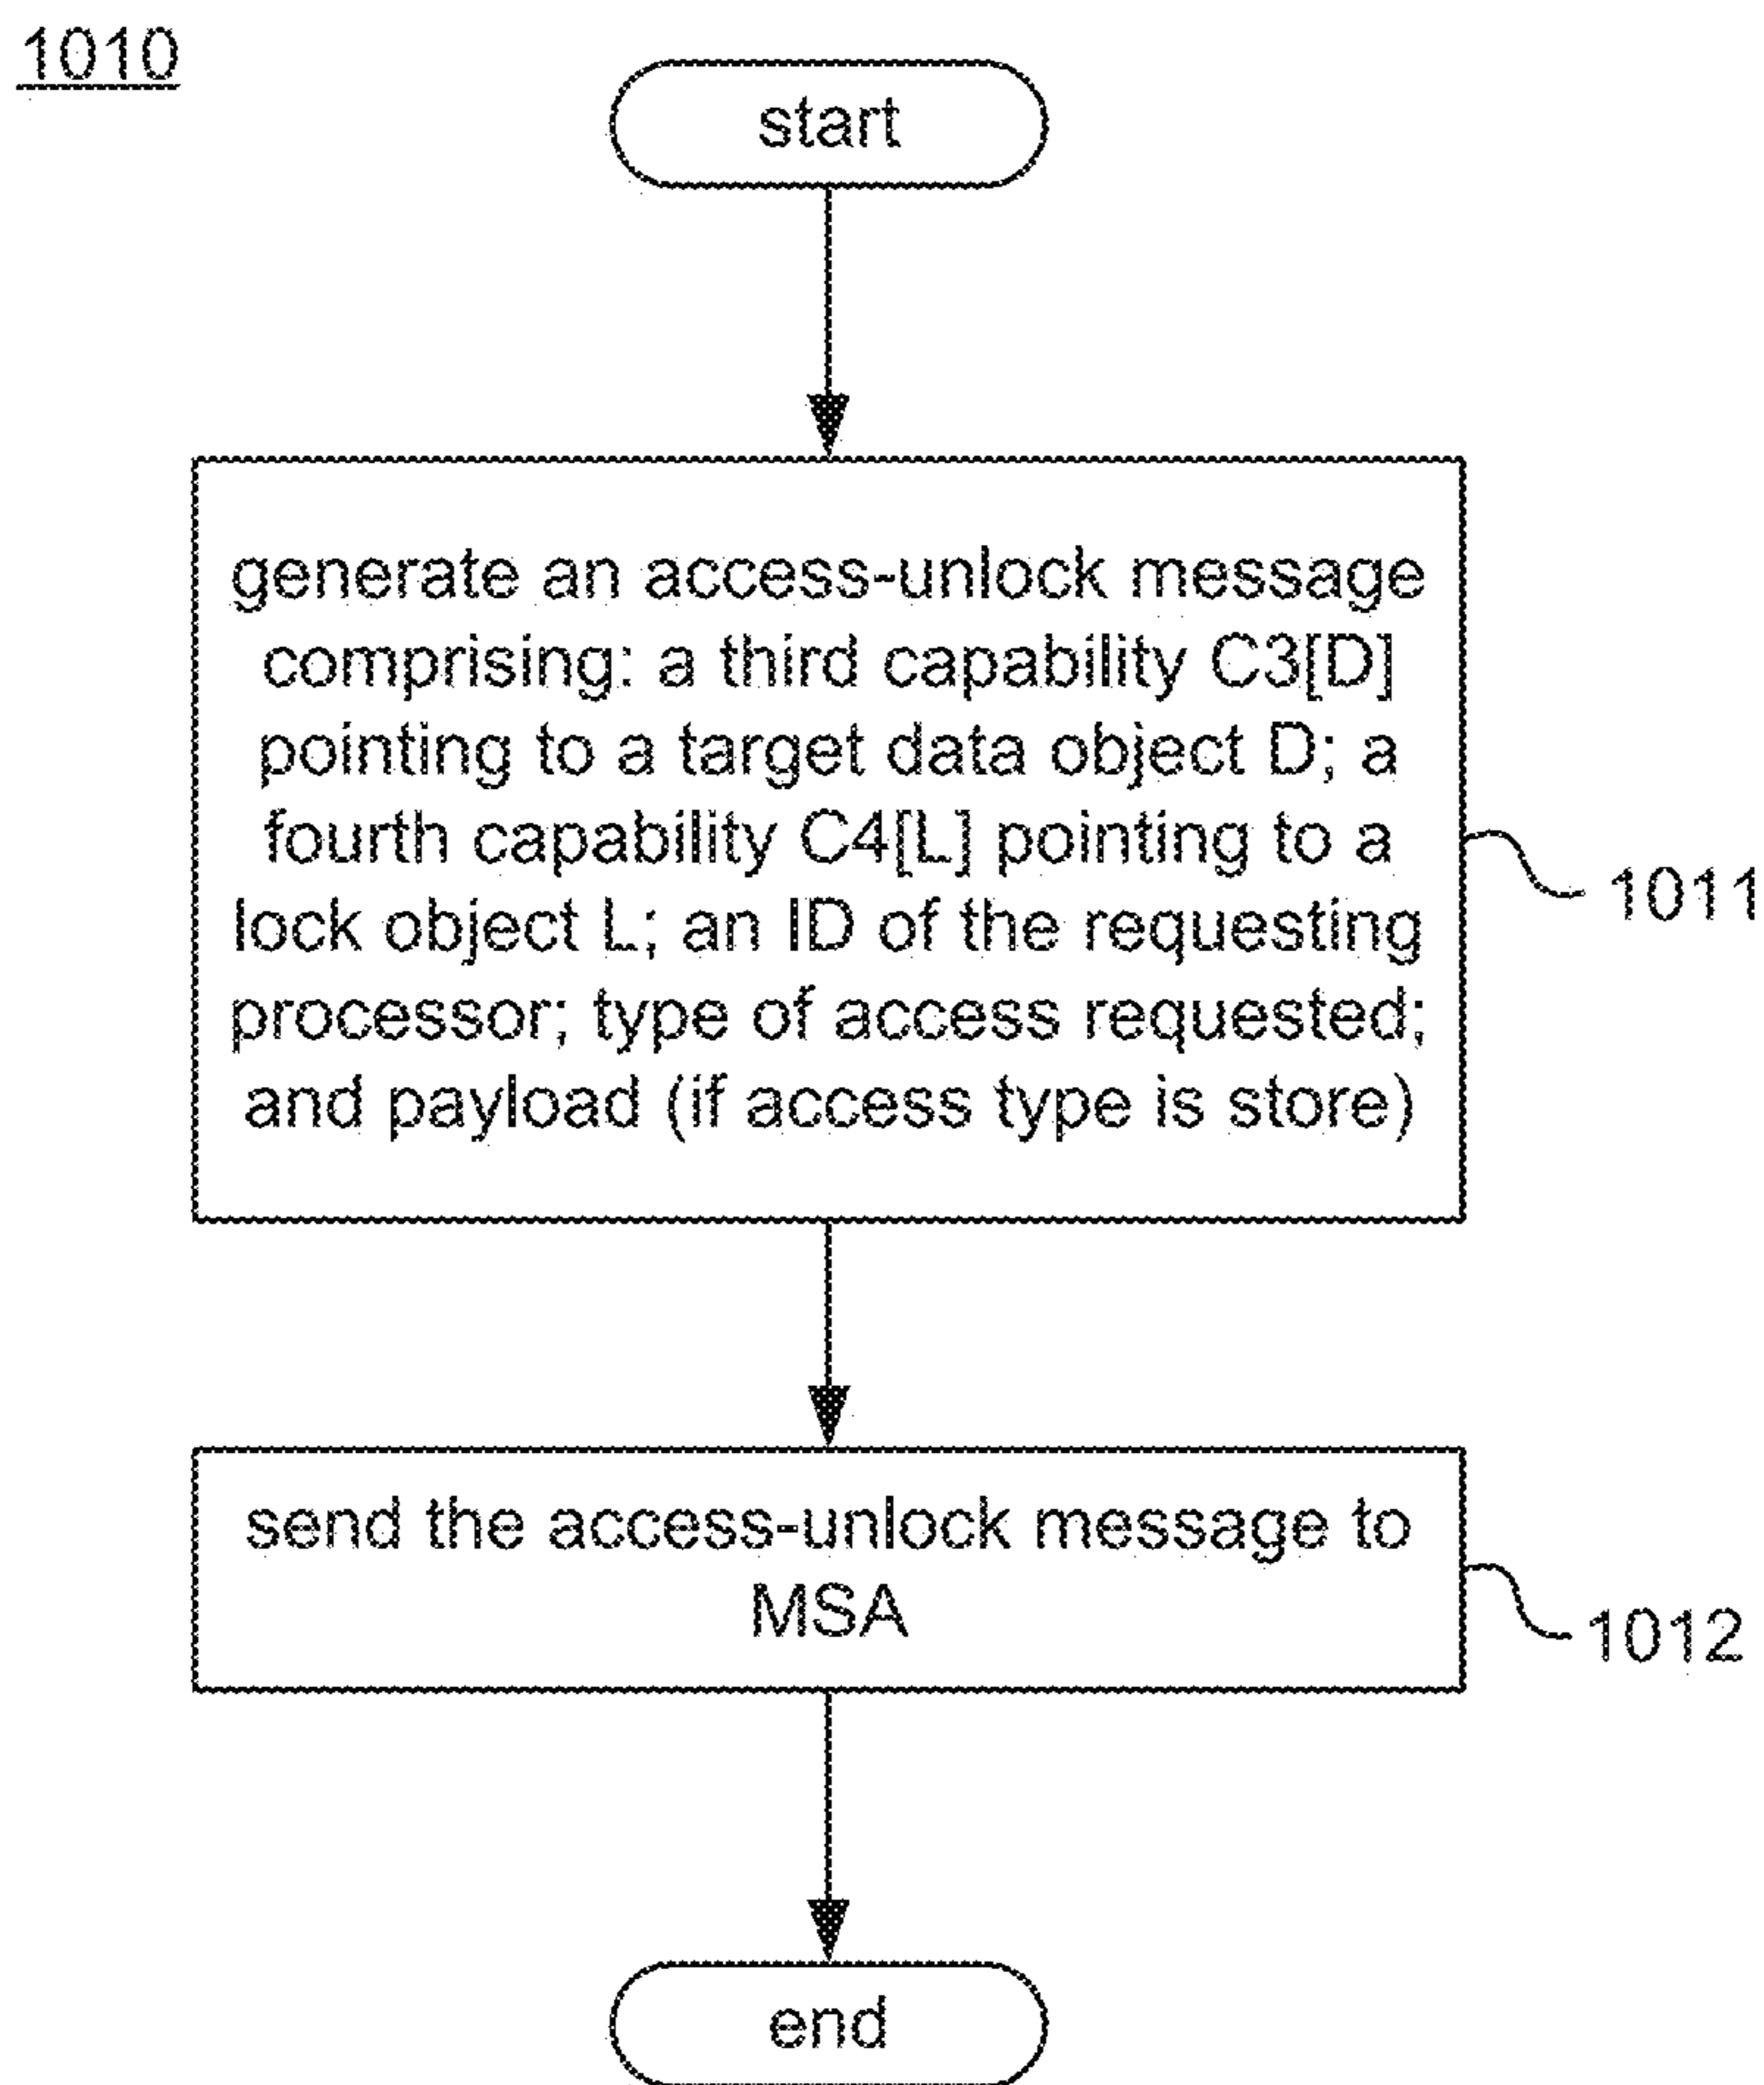 1010
start
generate an access-unlock message
comprising: a third capability C3[D]
pointing to a target data object D; a
fourth capability C4[L] pointing to a
lock object L; an ID of the requesting
processor; type of access requested;
and payload (if access type is store)
1011
send the access-unlock message to
MSA
1012
end